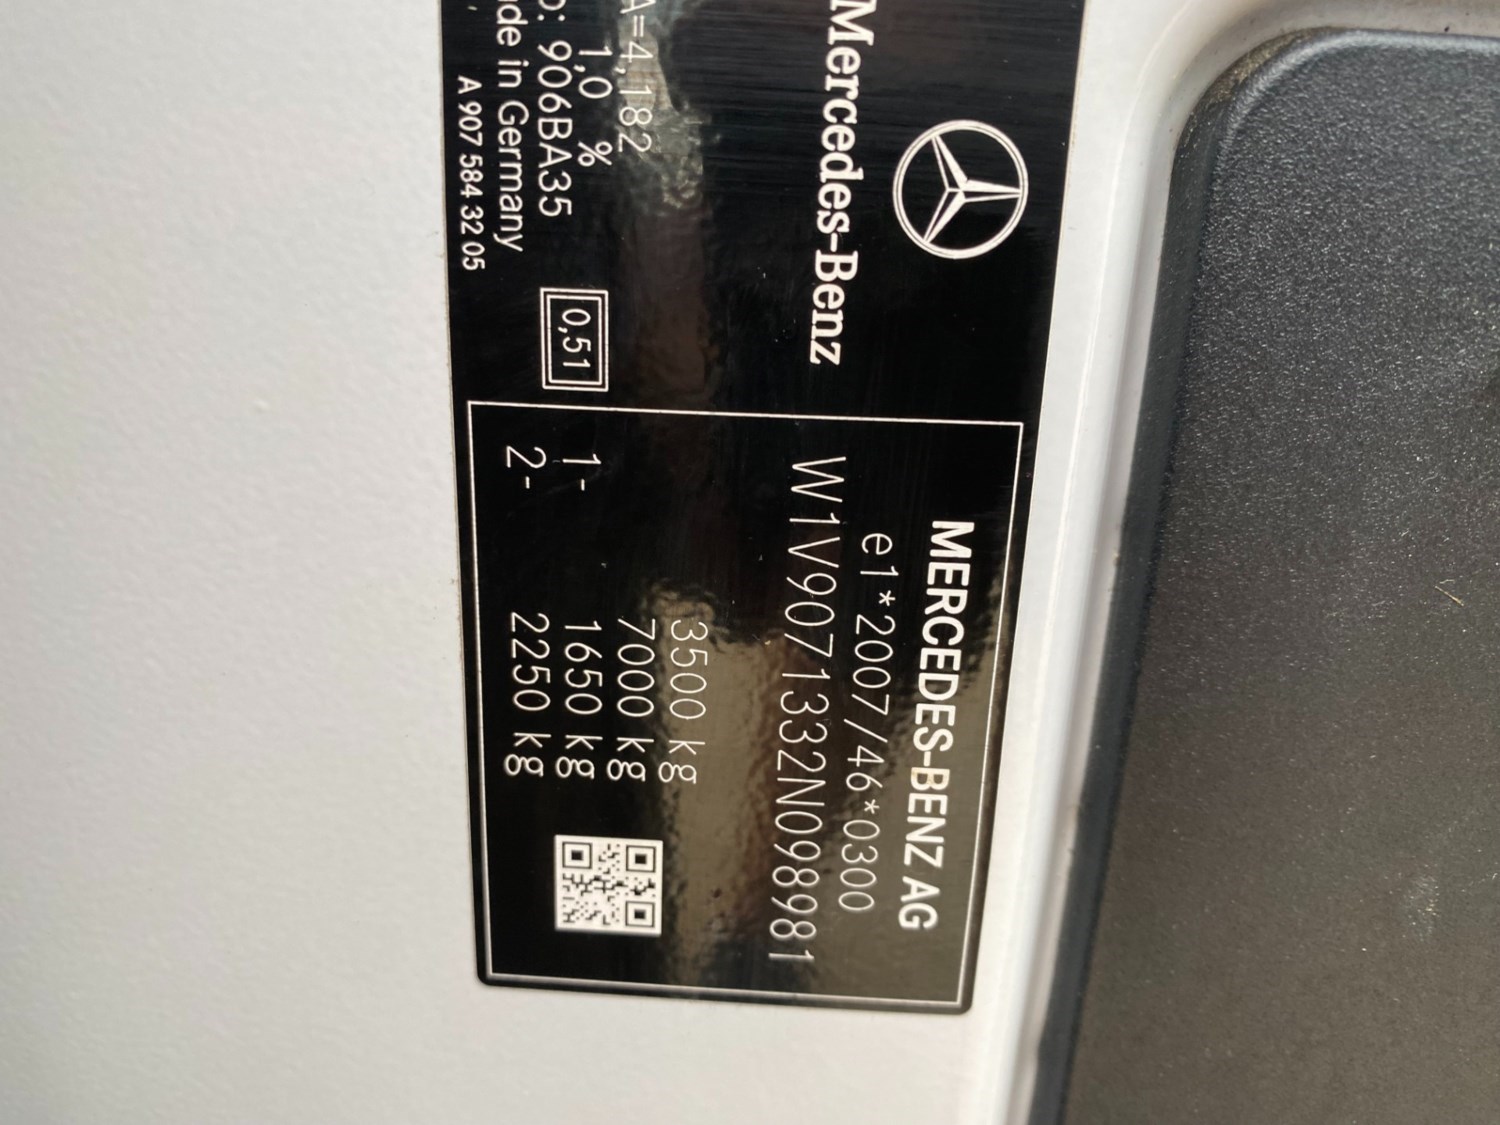 Mercedes-Benz
A=4,182
1,0 %
o: 906BA35
de in Germany
A 907 584 32 05
0,51
MERCEDES-BENZ AG
e1*2007/46*0300
W1V9071332N098981
3500 kg
7000 kg
1- 1650 kg
2- 2250 kg